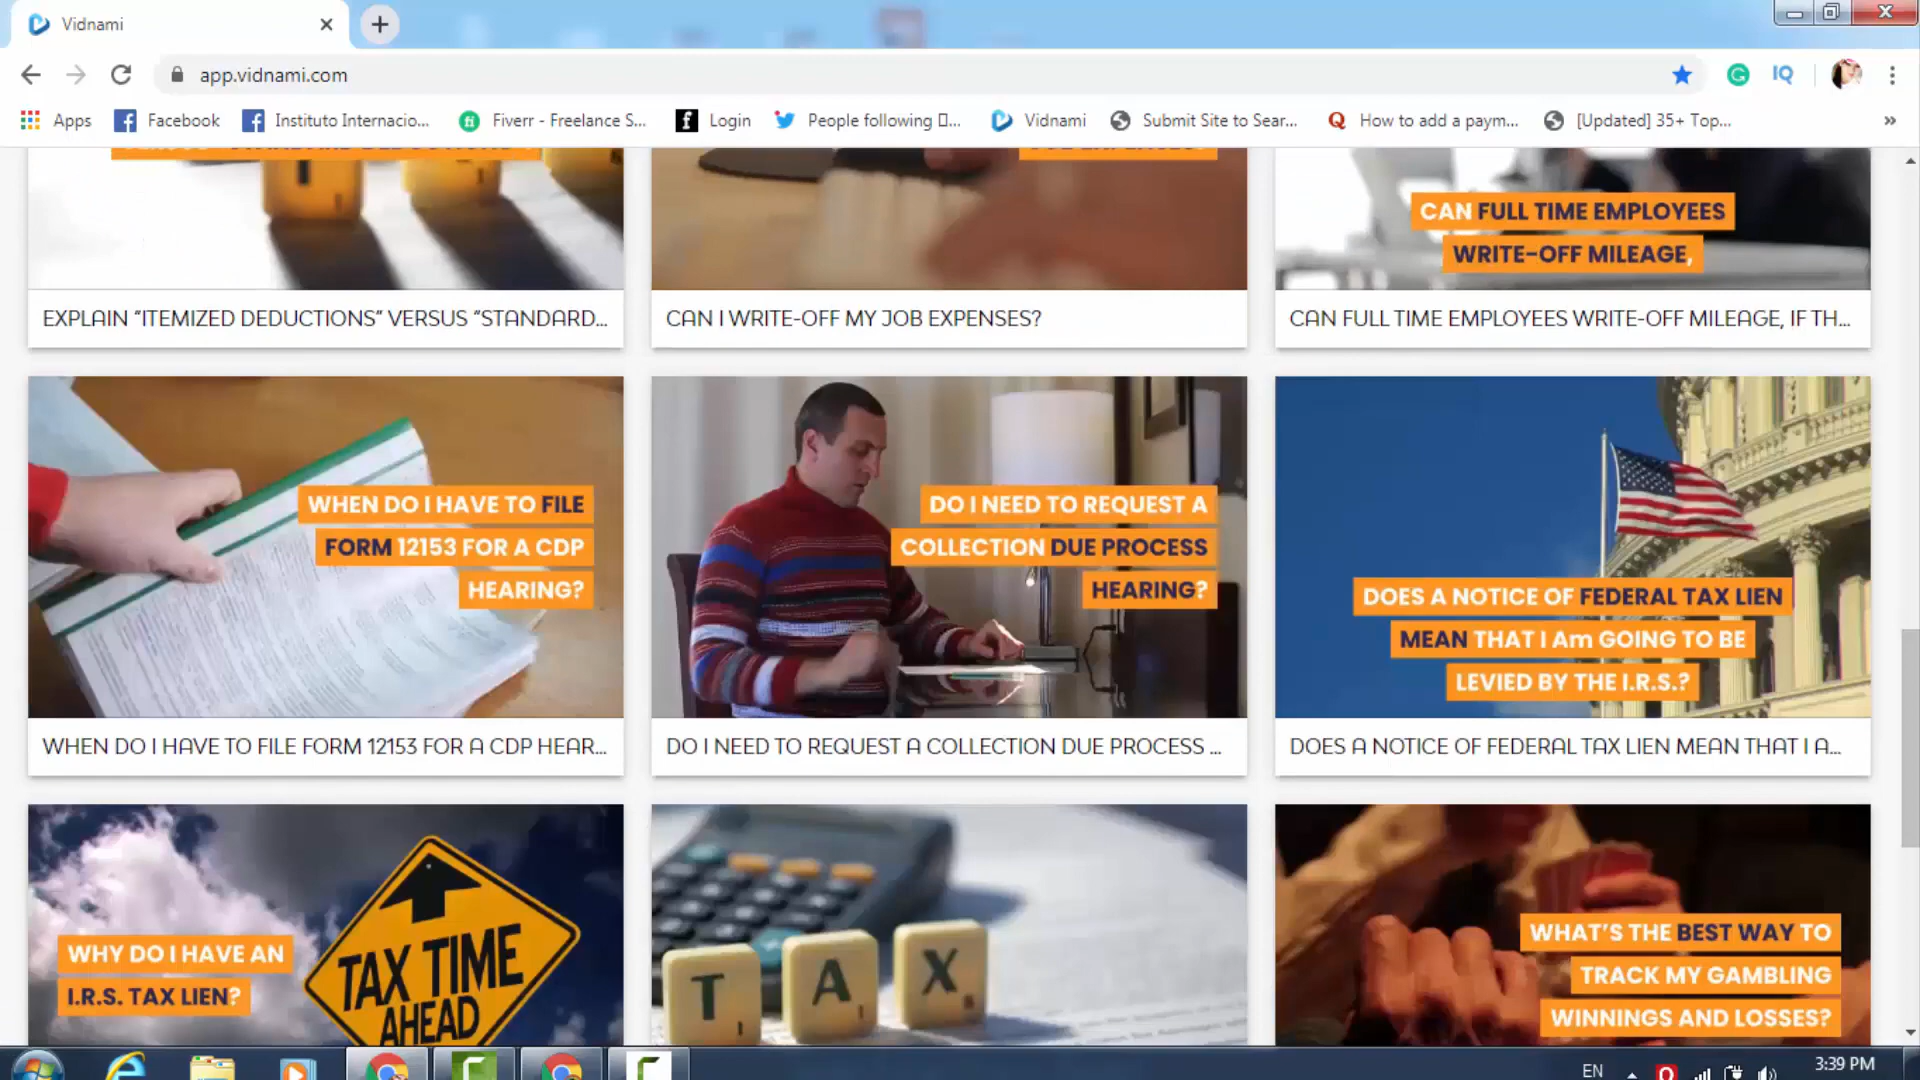 Vidnami
app.vidnami.com
Apps
Facebook
Instituto Internacio...
Fiverr - Freelance S...
Login
People following ▯...
Vidnami
Submit Site to Sear...
How to add a paym...
[Updated] 35+ Top...
»
CAN FULL TIME EMPLOYEES
WRITE-OFF MILEAGE,
EXPLAIN "ITEMIZED DEDUCTIONS" VERSUS "STANDARD...
CAN I WRITE-OFF MY JOB EXPENSES?
CAN FULL TIME EMPLOYEES WRITE-OFF MILEAGE, IF TH...
WHEN DO I HAVE TO FILE
FORM 12153 FOR A CDP
HEARING?
DO I NEED TO REQUEST A
COLLECTION DUE PROCESS
HEARING?
DOES A NOTICE OF FEDERAL TAX LIEN
MEAN THAT I Am GOING TO BE
LEVIED BY THE I.R.S.?
WHEN DO I HAVE TO FILE FORM 12153 FOR A CDP HEAR...
DO I NEED TO REQUEST A COLLECTION DUE PROCESS ...
DOES A NOTICE OF FEDERAL TAX LIEN MEAN THAT I A...
WHY DO I HAVE AN
I.R.S. TAX LIEN?
TAX TIME
AHEAD
T A X
WHAT'S THE BEST WAY TO
TRACK MY GAMBLING
WINNINGS AND LOSSES?
EN
3:39 PM